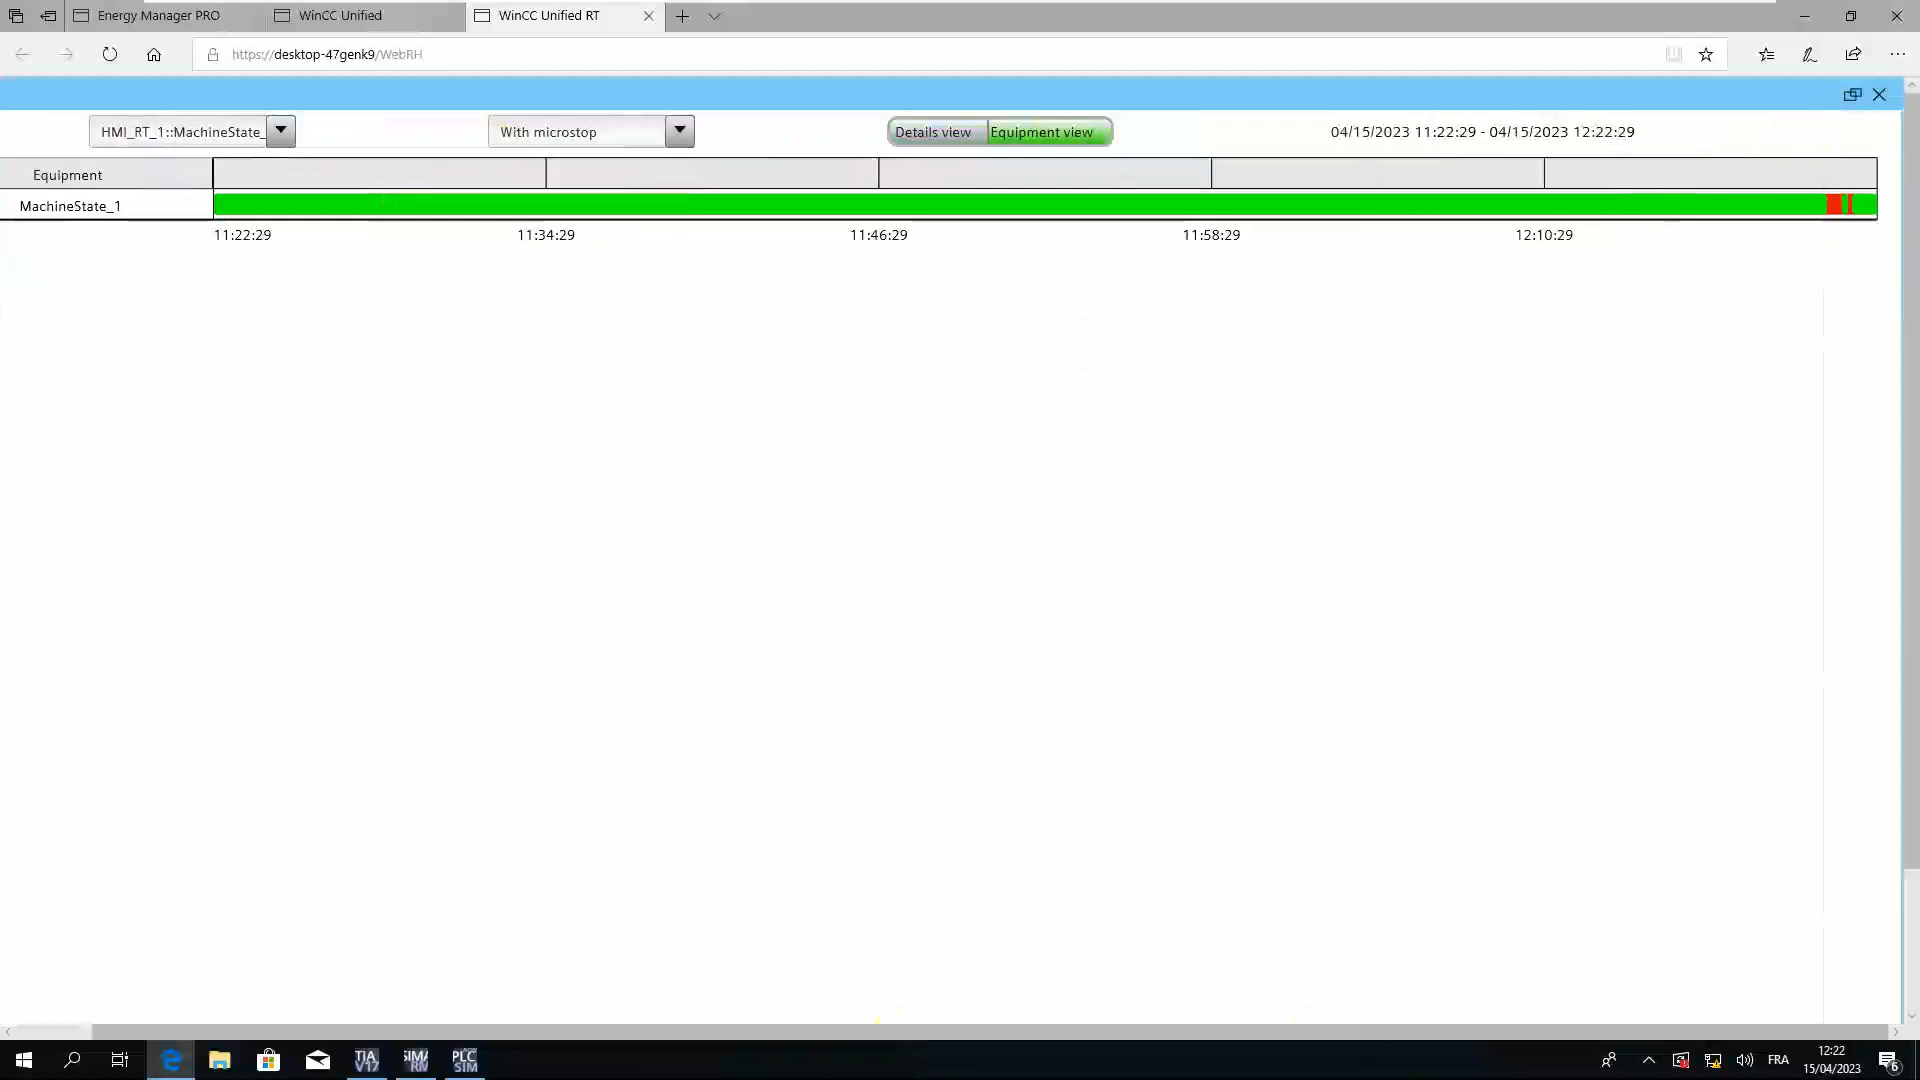 Energy Manager PRO
WinCC Unified
WinCC Unified RT
https://desktop-47genk9/WebRH
HMI_RT_1::MachineState_
With microstop
Details view
Equipment view
04/15/2023 11:22:29 - 04/15/2023 12:22:29
Equipment
MachineState_1
11:22:29
11:34:29
11:46:29
11:58:29
12:10:29
TIA
V17
PLC
SIM
FRA
12:22
15/04/2023
6